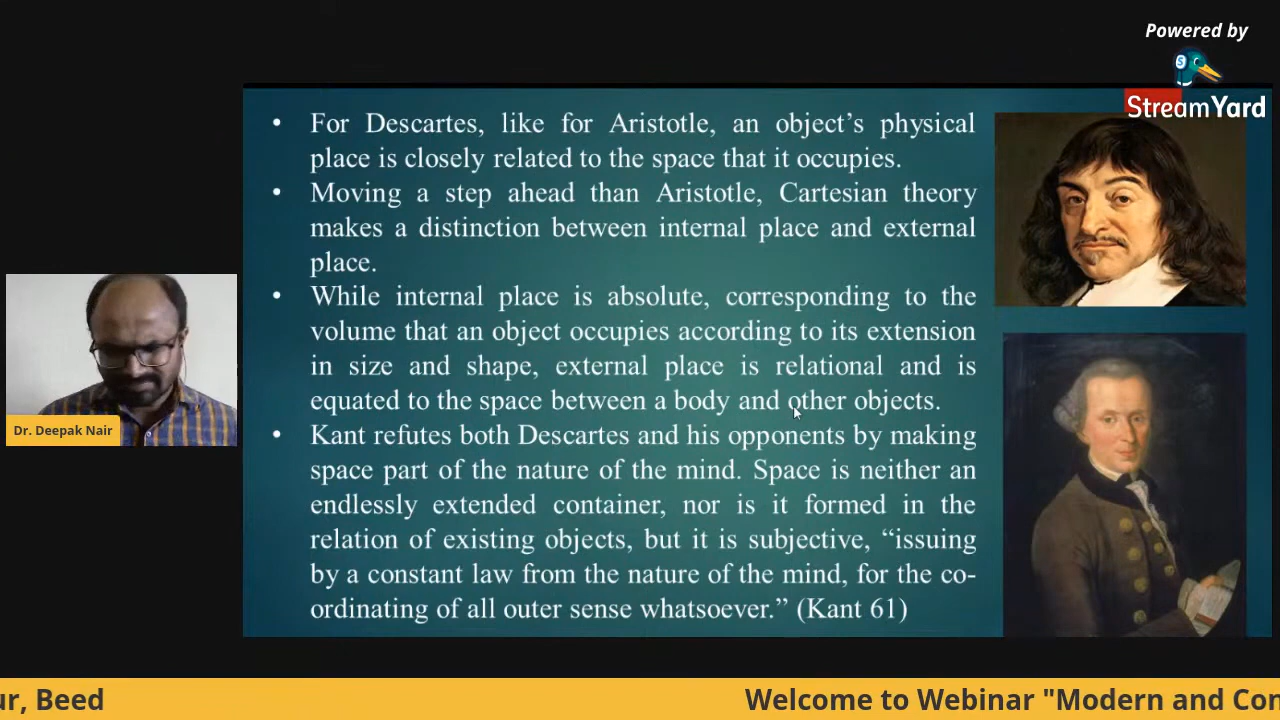 Powered by
StreamYard
• For Descartes, like for Aristotle, an object’s physical
place is closely related to the space that it occupies.
• Moving a step ahead than Aristotle, Cartesian theory
makes a distinction between internal place and external
place.
• While internal place is absolute, corresponding to the
volume that an object occupies according to its extension
in size and shape, external place is relational and is
equated to the space between a body and other objects.
• Kant refutes both Descartes and his opponents by making
space part of the nature of the mind. Space is neither an
endlessly extended container, nor is it formed in the
relation of existing objects, but it is subjective, “issuing
by a constant law from the nature of the mind, for the co-
ordinating of all outer sense whatsoever.” (Kant 61)
Dr. Deepak Nair
ur, Beed Welcome to Webinar "Modern and Con